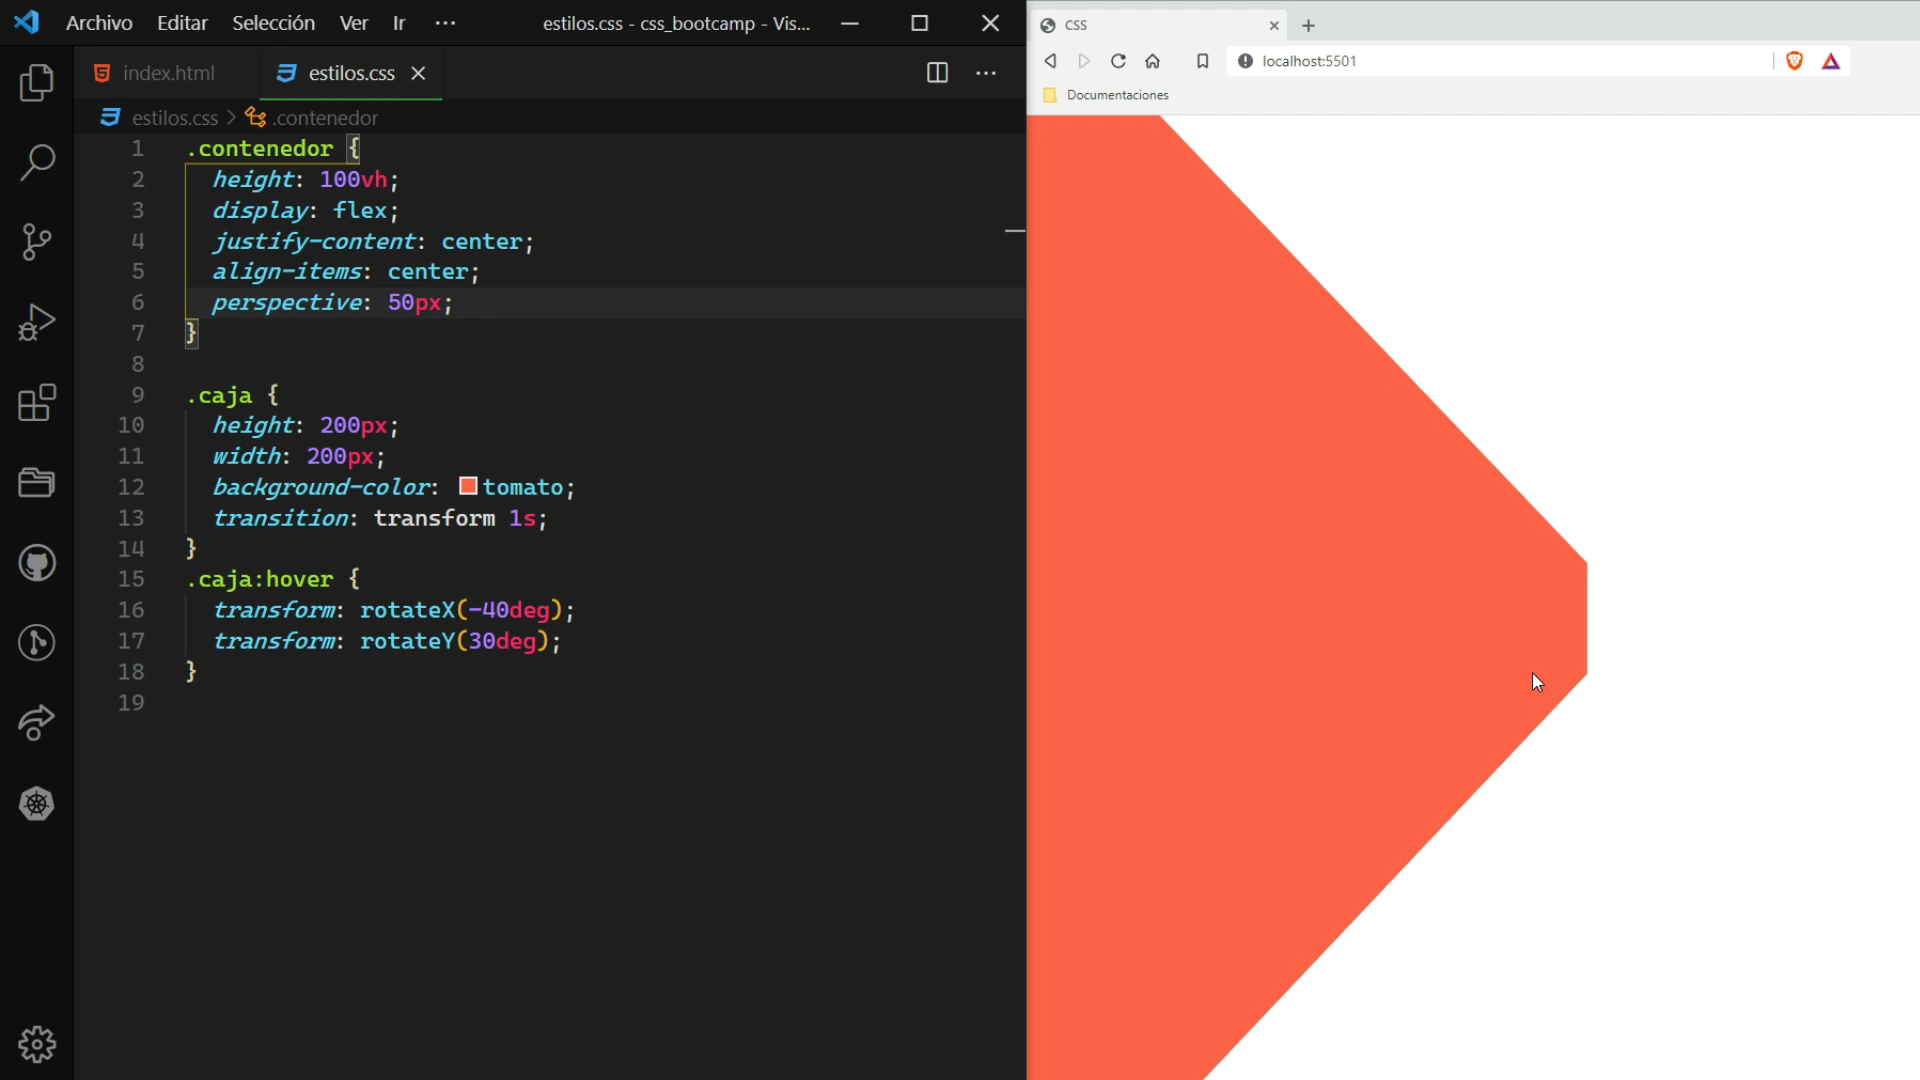 Archivo Editar Selección Ver Ir ··· estilos.css - css_bootcamp - Vis...
index.html estilos.css
estilos.css > .contenedor
1 .contenedor {
2 height: 100vh;
3 display: flex;
4 justify-content: center;
5 align-items: center;
6 perspective: 50px;
7 }
8
9 .caja {
10 height: 200px;
11 width: 200px;
12 background-color: tomato;
13 transition: transform 1s;
14 }
15 .caja:hover {
16 transform: rotateX(-40deg);
17 transform: rotateY(30deg);
18 }
19
CSS
localhost:5501
Documentaciones